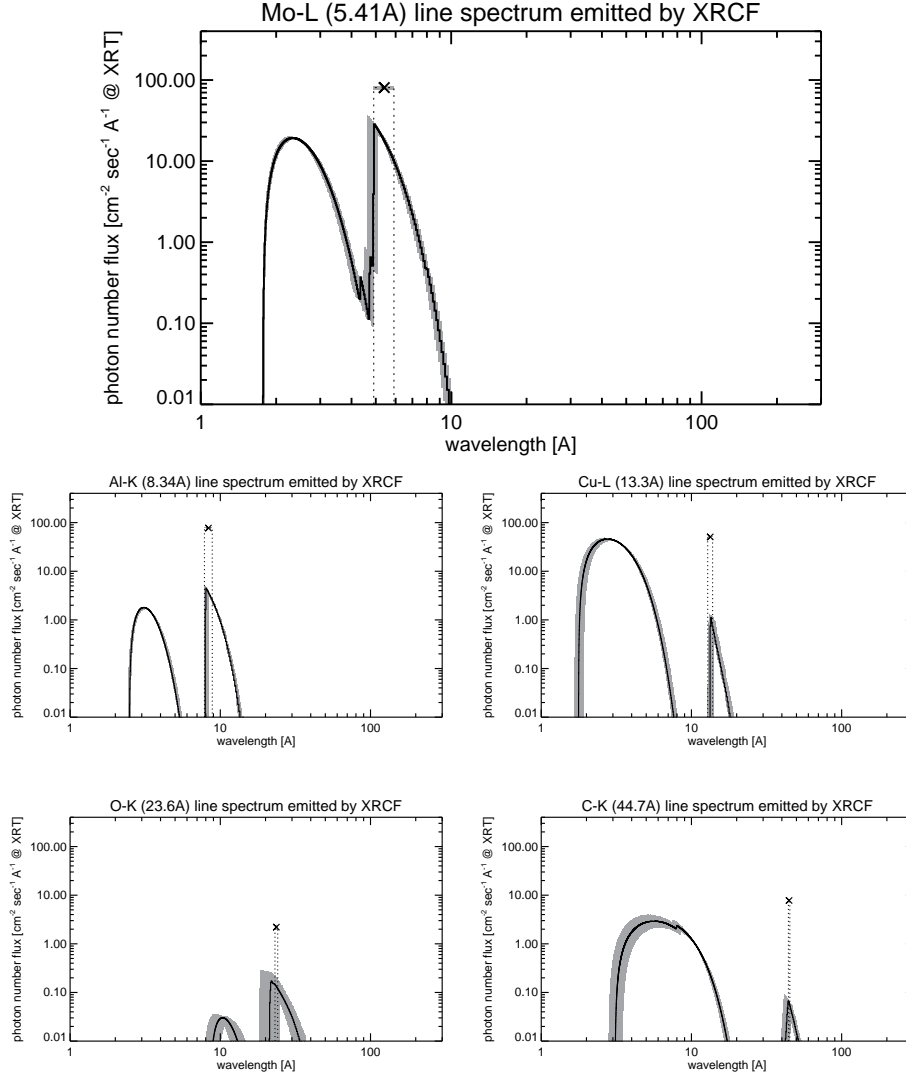 Mo-L (5.41A) line spectrum emitted by XRCF
photon number flux [cm-2 sec-1 A-1 @ XRT]
100.00
10.00
1.00
0.10
0.01
1 10 100
wavelength [A]
Al-K (8.34A) line spectrum emitted by XRCF
photon number flux [cm-2 sec-1 A-1 @ XRT]
100.00
10.00
1.00
0.10
0.01
1 10 100
wavelength [A]
Cu-L (13.3A) line spectrum emitted by XRCF
photon number flux [cm-2 sec-1 A-1 @ XRT]
100.00
10.00
1.00
0.10
0.01
1 10 100
wavelength [A]
O-K (23.6A) line spectrum emitted by XRCF
photon number flux [cm-2 sec-1 A-1 @ XRT]
100.00
10.00
1.00
0.10
0.01
1 10 100
wavelength [A]
C-K (44.7A) line spectrum emitted by XRCF
photon number flux [cm-2 sec-1 A-1 @ XRT]
100.00
10.00
1.00
0.10
0.01
1 10 100
wavelength [A]